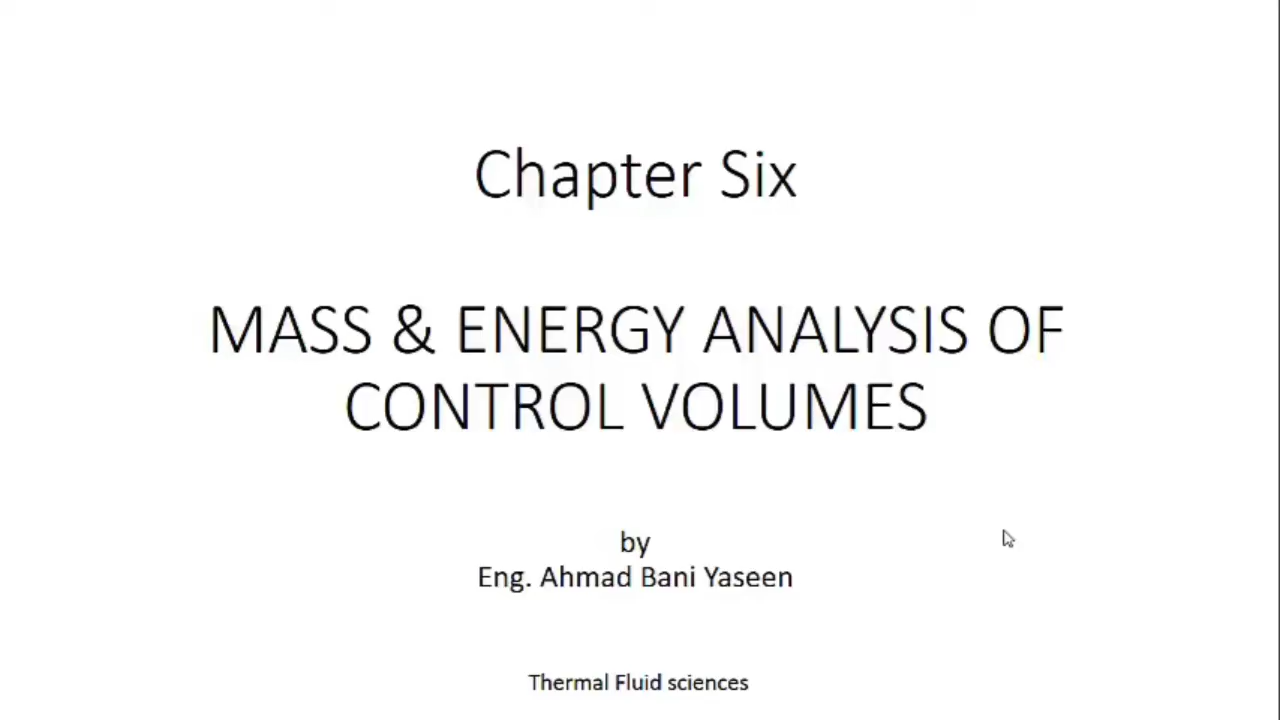 Chapter Six
MASS & ENERGY ANALYSIS OF
CONTROL VOLUMES
by
Eng. Ahmad Bani Yaseen
Thermal Fluid sciences